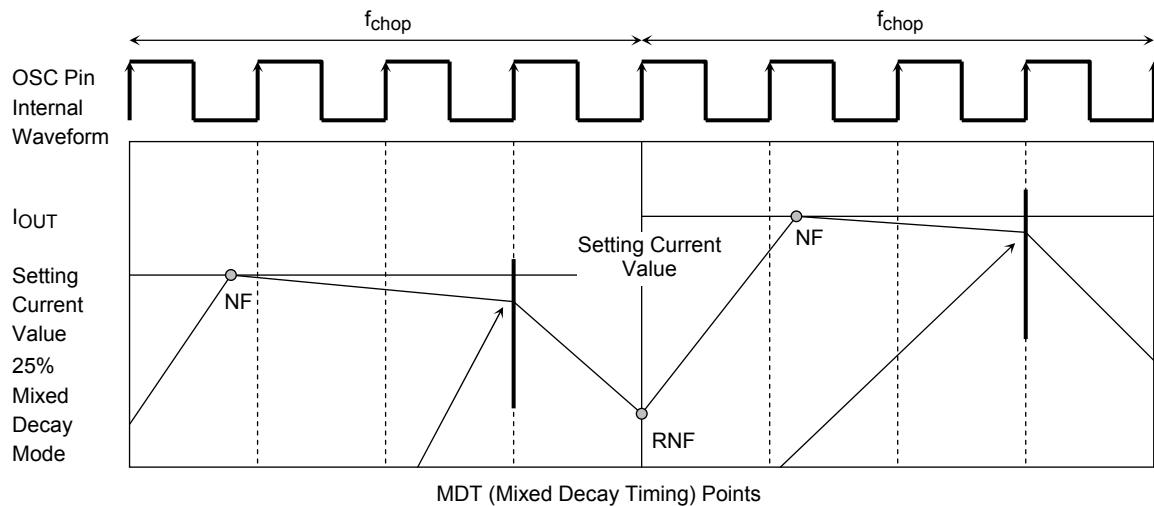 fchop
fchop
OSC Pin
Internal
Waveform
IOUT
Setting
Current
Value
25%
Mixed
Decay
Mode
NF
Setting Current
Value
NF
RNF
MDT (Mixed Decay Timing) Points